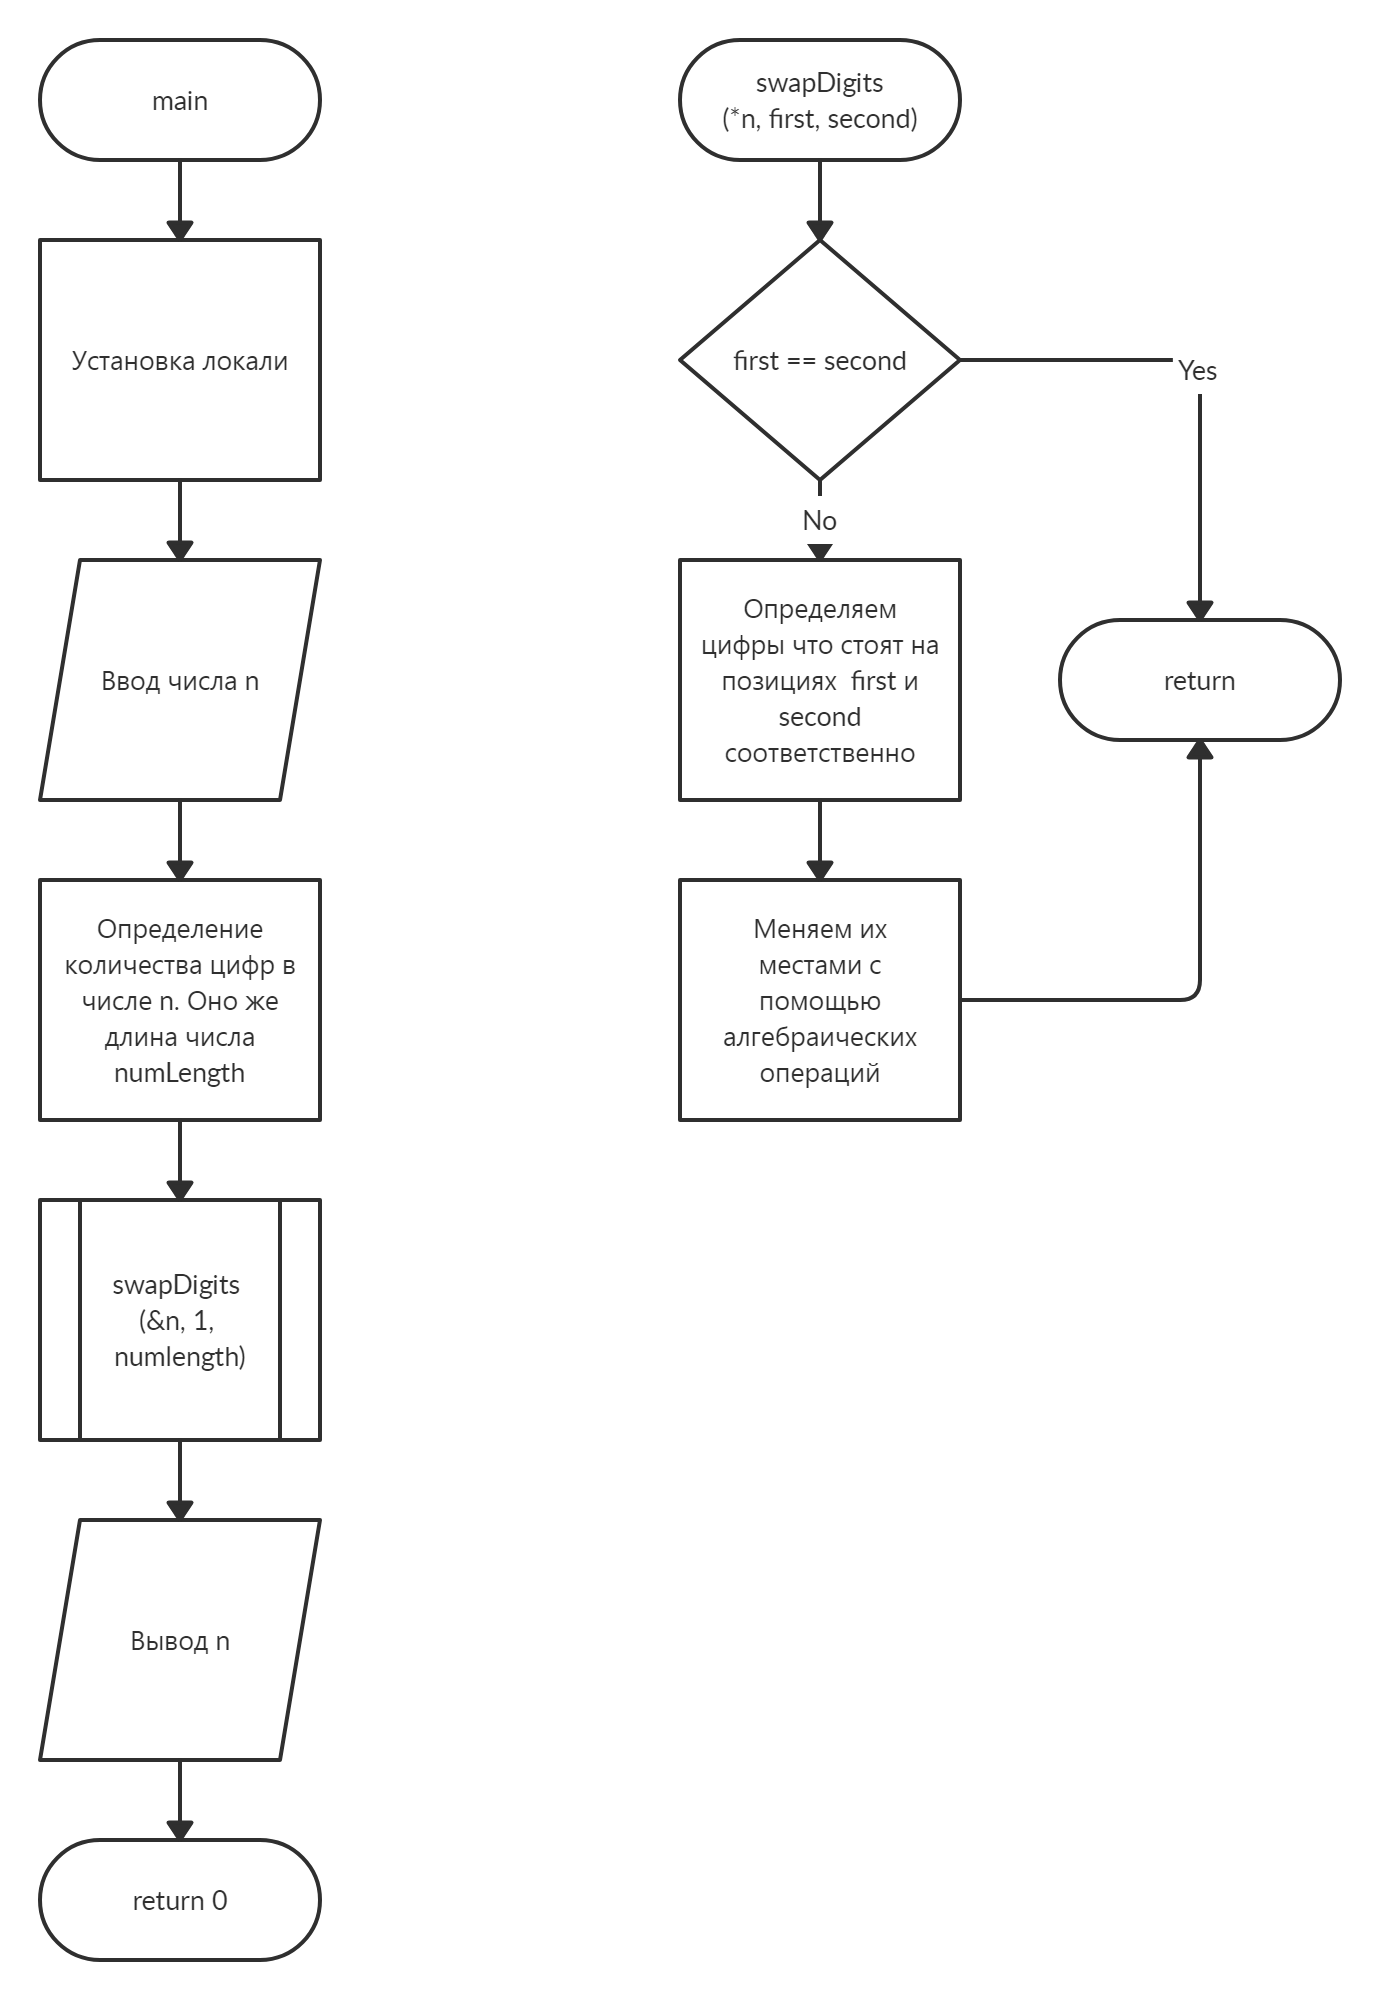 main
Установка локали
Ввод числа n
Определение
количества цифр в
числе n. Оно же
длина числа
numLength
swapDigits
(&n, 1,
numlength)
Вывод n
return 0
swapDigits
(*n, first, second)
first == second
Yes
No
Определяем
цифры что стоят на
позициях first и
second
соответственно
return
Меняем их
местами с
помощью
алгебраических
операций